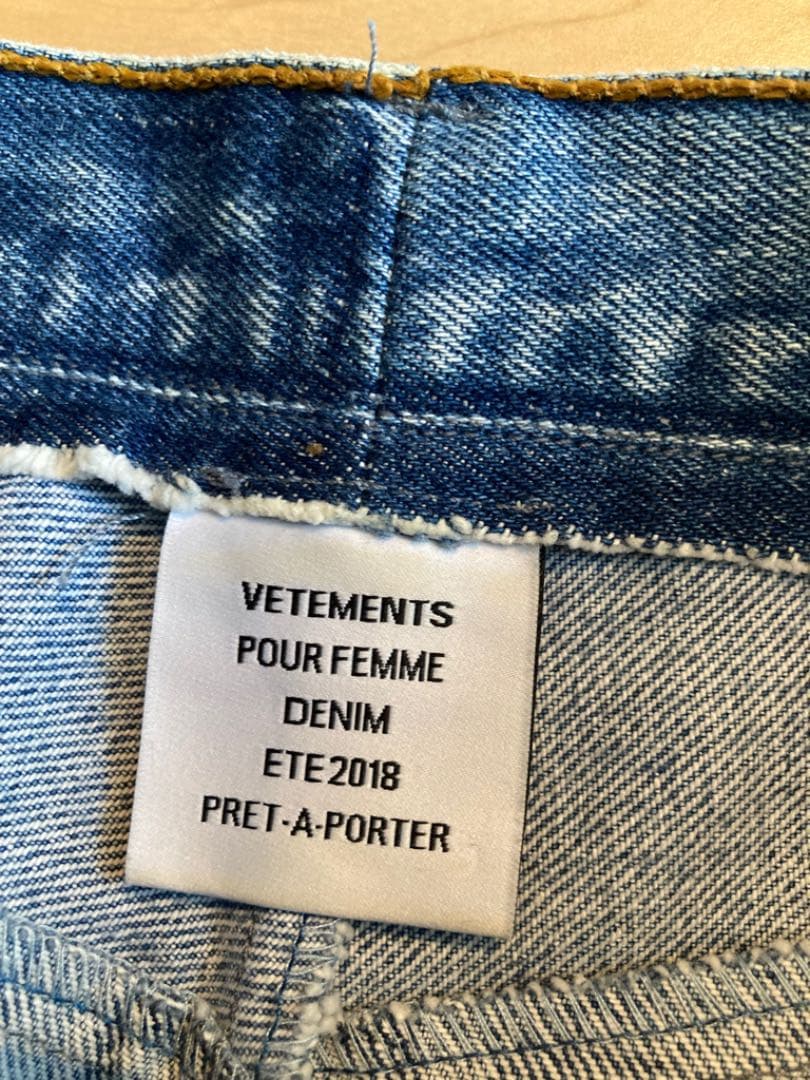 VETEMENTS
POUR FEMME
DENIM
ETE 2018
PRET-A-PORTER